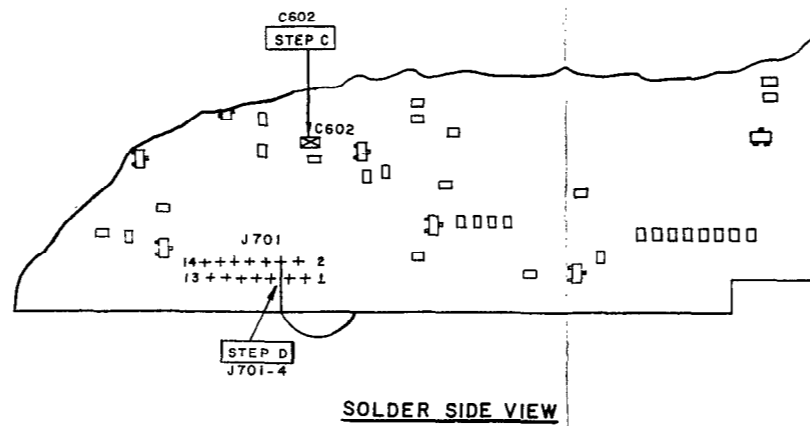 C602
STEP C
C602
J701
14 2
13 1
STEP D
J701-4
SOLDER SIDE VIEW